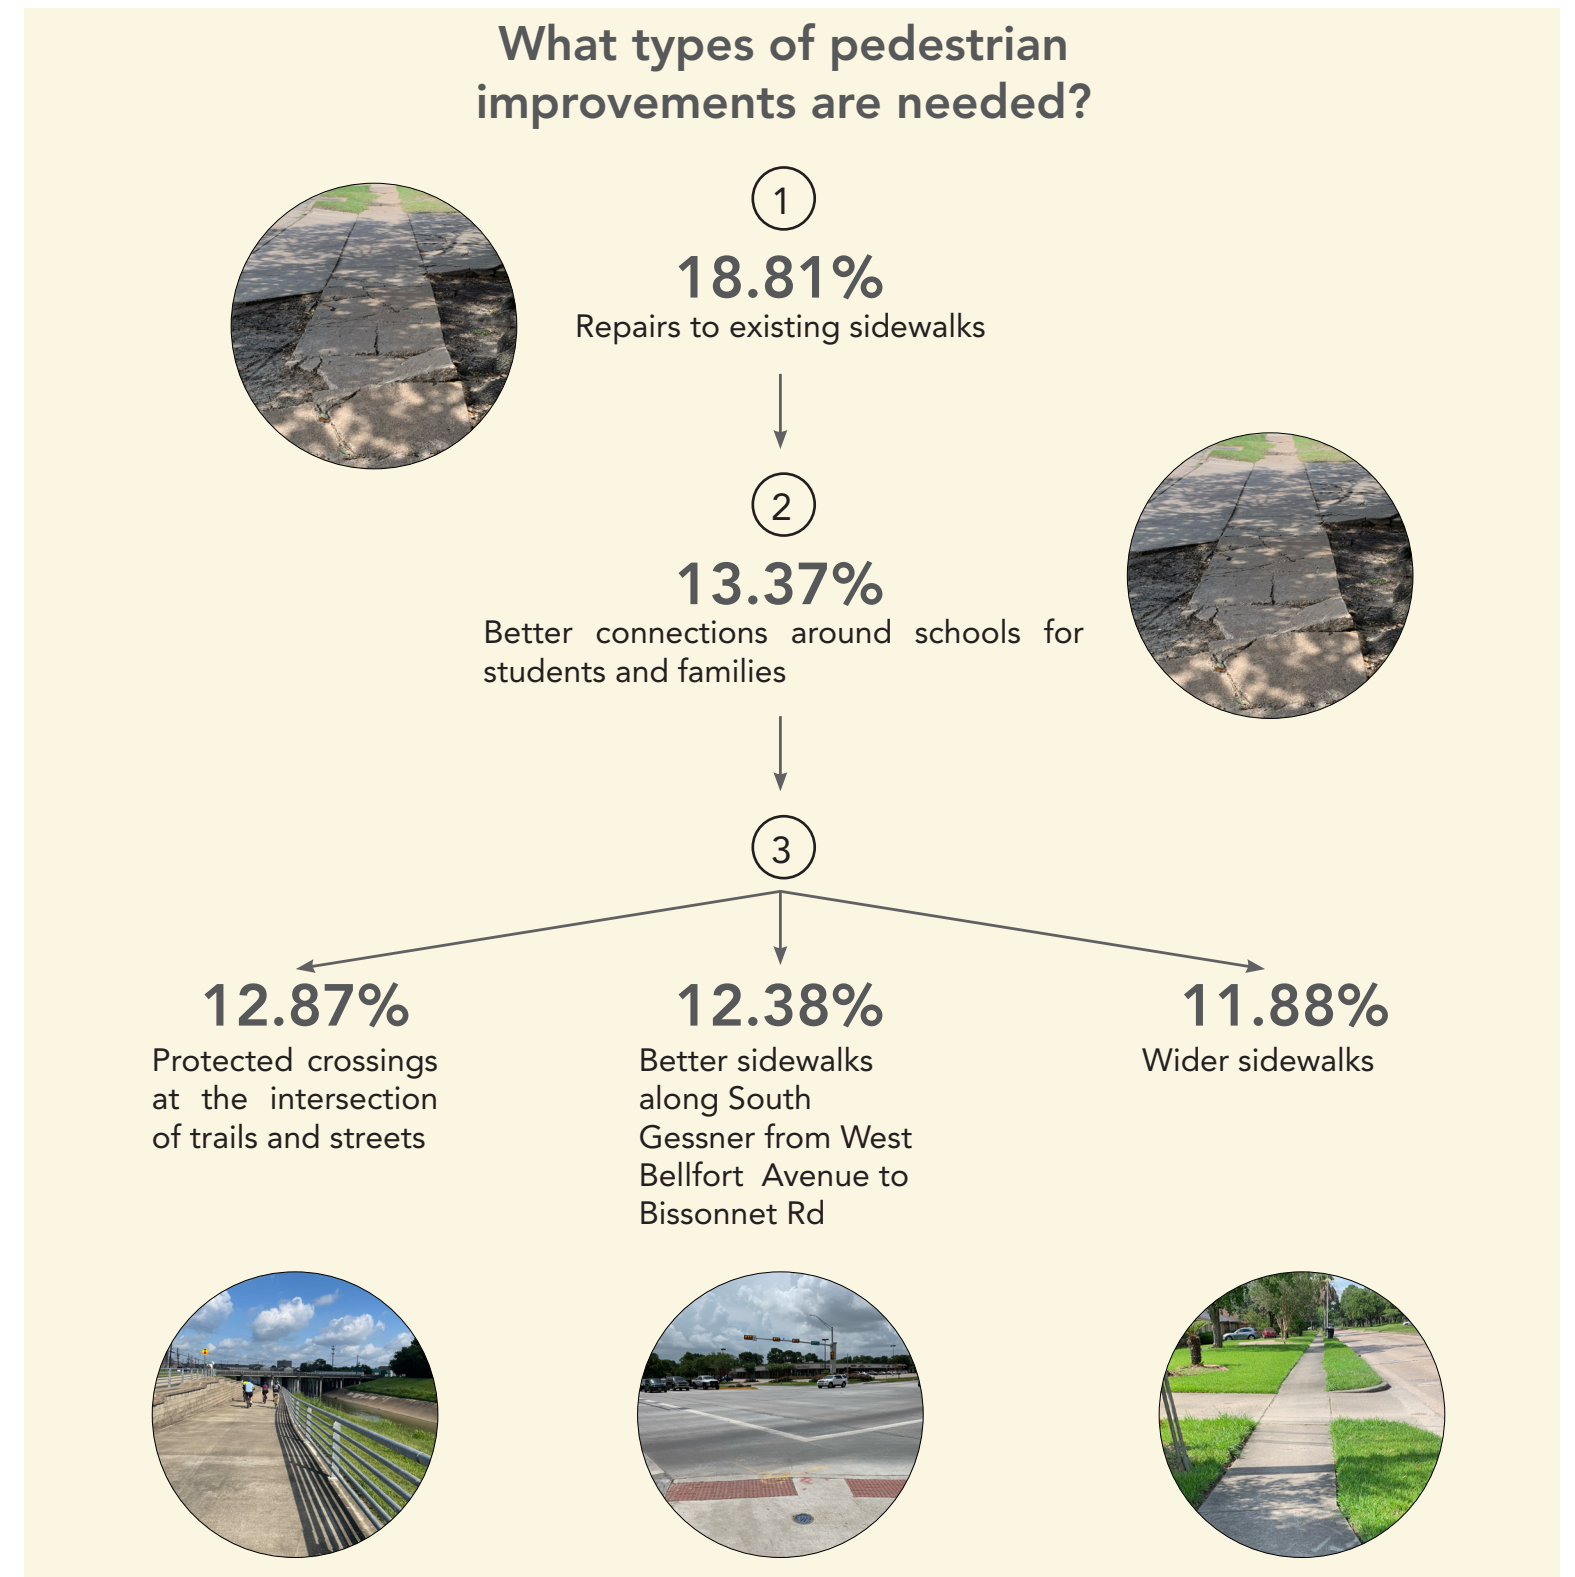 What types of pedestrian
improvements are needed?
1
18.81%
Repairs to existing sidewalks
2
13.37%
Better connections around schools for
students and families
3
12.87%
Protected crossings
at the intersection
of trails and streets
12.38%
Better sidewalks
along South
Gessner from West
Bellfort Avenue to
Bissonnet Rd
11.88%
Wider sidewalks